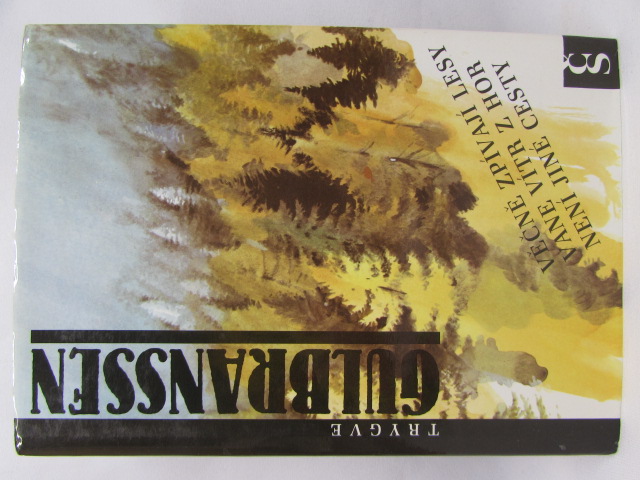 TRYGVE
GULBRANSSEN
VĚČNĚ ZPÍVAJÍ LESY
VANE VÍTR Z HOR
NENÍ JINÉ CESTY